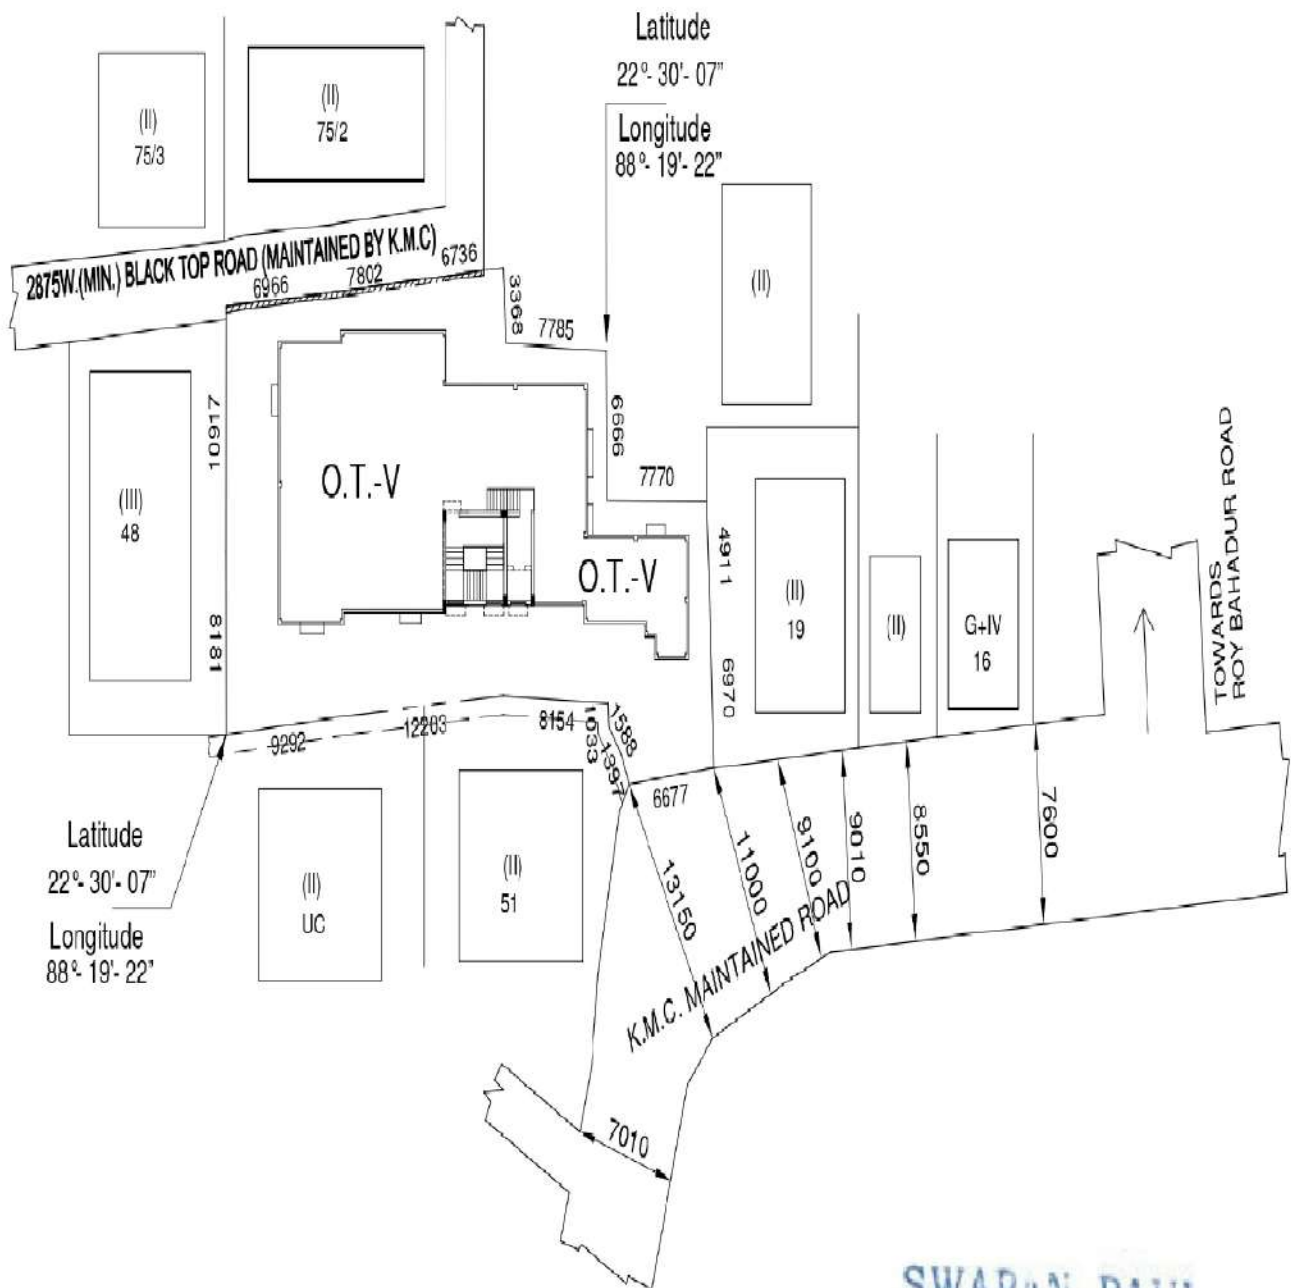 Latitude
22°- 30'- 07"
Longitude
88°- 19'- 22"
(II)
75/3
(II)
75/2
2875W.(MIN.) BLACK TOP ROAD (MAINTAINED BY K.M.C)
6966
7802
6736
3368
7785
(II)
10917
6666
O.T.-V
7770
(III)
48
4911
O.T.-V
(II)
19
(II)
G+IV
16
TOWARDS
ROY BAHADUR ROAD
8181
6970
9292
12203
8154
1033
1588
1397
6677
13150
11000
9100
9010
8550
7600
Latitude
22°- 30'- 07"
Longitude
88°- 19'- 22"
(II)
UC
(II)
51
K.M.C. MAINTAINED ROAD
7010
SWAPAN